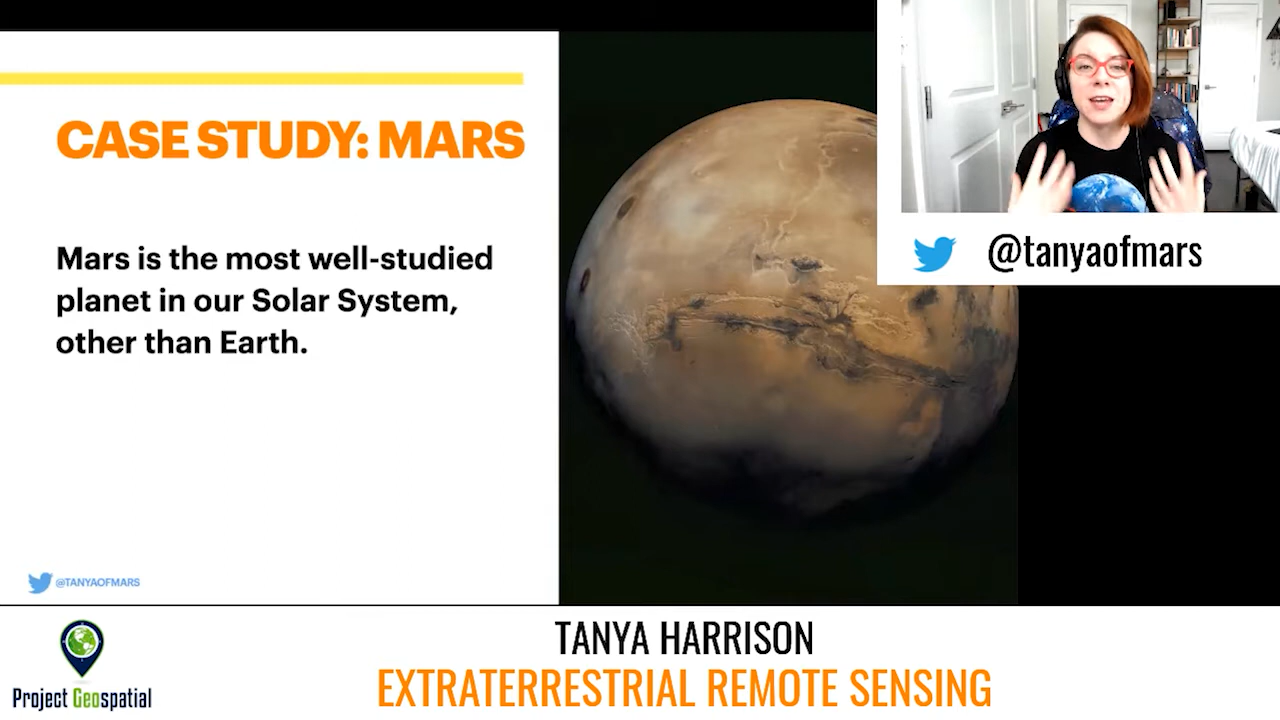 CASE STUDY: MARS
Mars is the most well-studied
planet in our Solar System,
other than Earth.
@TANYAOFMARS
@tanyaofmars
Project Geospatial
TANYA HARRISON
EXTRATERRESTRIAL REMOTE SENSING